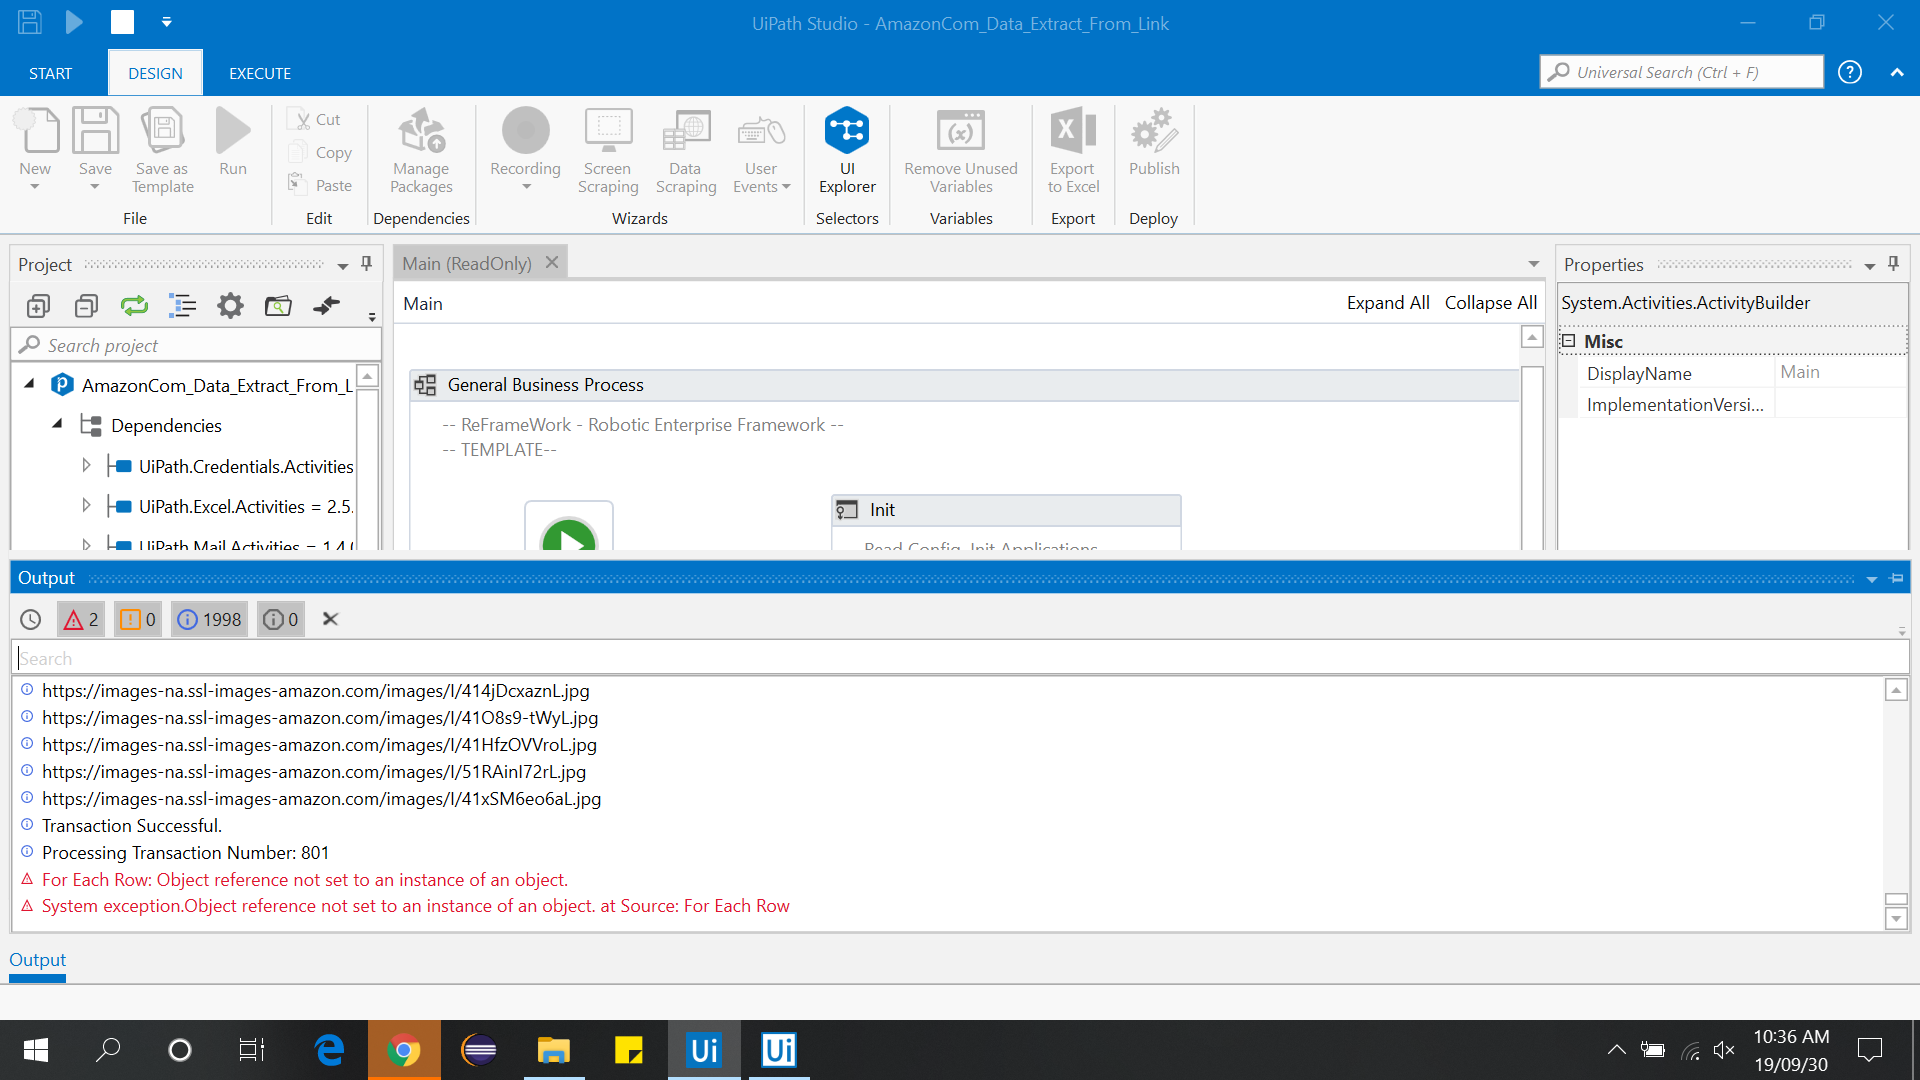 UiPath Studio - AmazonCom_Data_Extract_From_Link
START DESIGN EXECUTE
Universal Search (Ctrl + F)
?
New
Save
Save as Template
Run
File
Cut
Copy
Paste
Edit
Manage Packages
Dependencies
Recording
Screen Scraping
Data Scraping
User Events
Wizards
UI Explorer
Selectors
Remove Unused Variables
Variables
Export to Excel
Export
Publish
Deploy
Project
Search project
AmazonCom_Data_Extract_From_L
Dependencies
UiPath.Credentials.Activities
UiPath.Excel.Activities = 2.5.
UiPath.Mail.Activities = 1.4.0
Main (ReadOnly)
Main
Expand All Collapse All
General Business Process
-- ReFrameWork - Robotic Enterprise Framework --
-- TEMPLATE--
Init
Read Config, Init Applications
Properties
System.Activities.ActivityBuilder
Misc
DisplayName Main
ImplementationVersi...
Output
2 0 1998 0
Search
https://images-na.ssl-images-amazon.com/images/I/414jDcxaznL.jpg
https://images-na.ssl-images-amazon.com/images/I/41O8s9-tWyL.jpg
https://images-na.ssl-images-amazon.com/images/I/41HfzOVVroL.jpg
https://images-na.ssl-images-amazon.com/images/I/51RAinI72rL.jpg
https://images-na.ssl-images-amazon.com/images/I/41xSM6eo6aL.jpg
Transaction Successful.
Processing Transaction Number: 801
For Each Row: Object reference not set to an instance of an object.
System exception.Object reference not set to an instance of an object. at Source: For Each Row
Output
Ui
Ui
10:36 AM
19/09/30